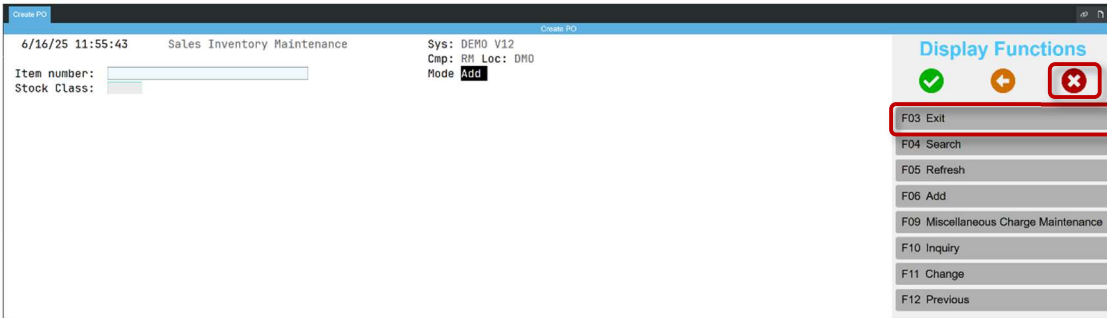 Create PO
Create PO
6/16/25 11:55:43 Sales Inventory Maintenance Sys: DEMO V12
Cmp: RM Loc: DMO
Item number: Mode Add
Stock Class:
Display Functions
F03 Exit
F04 Search
F05 Refresh
F06 Add
F09 Miscellaneous Charge Maintenance
F10 Inquiry
F11 Change
F12 Previous